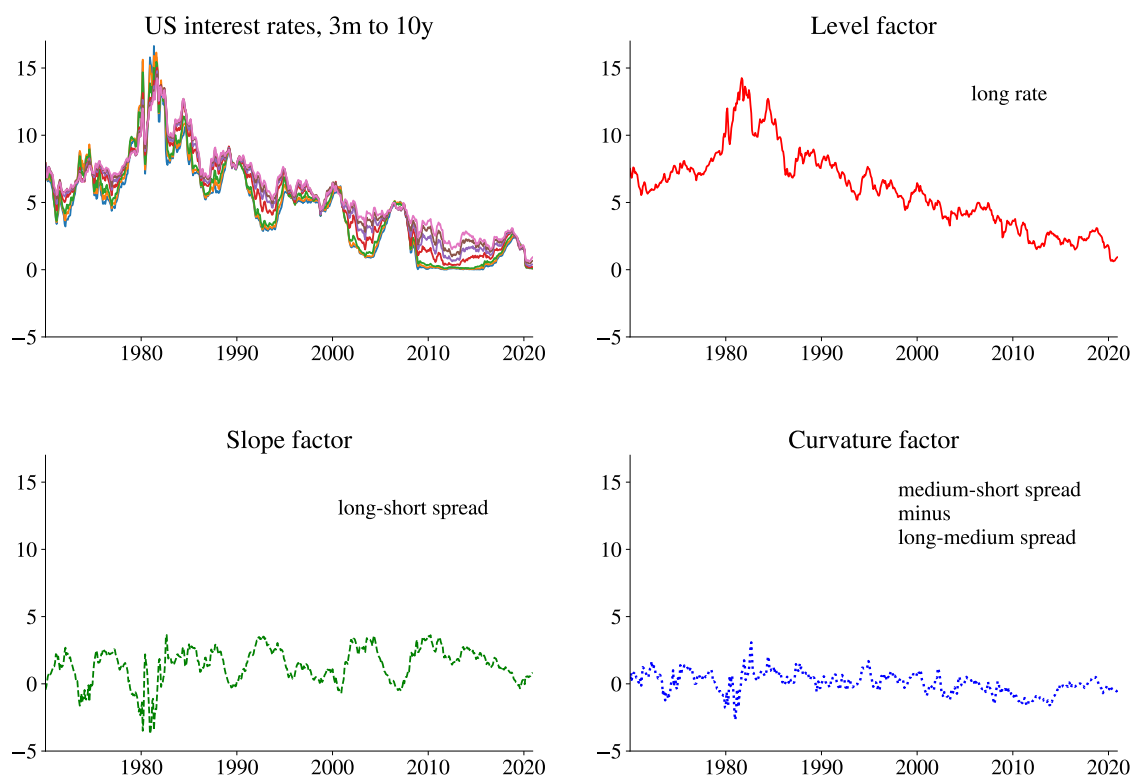 US interest rates, 3m to 10y
15
10
5
0
−5
1980 1990 2000 2010 2020
Level factor
long rate
15
10
5
0
−5
1980 1990 2000 2010 2020
Slope factor
long-short spread
15
10
5
0
−5
1980 1990 2000 2010 2020
Curvature factor
medium-short spread
minus
long-medium spread
15
10
5
0
−5
1980 1990 2000 2010 2020